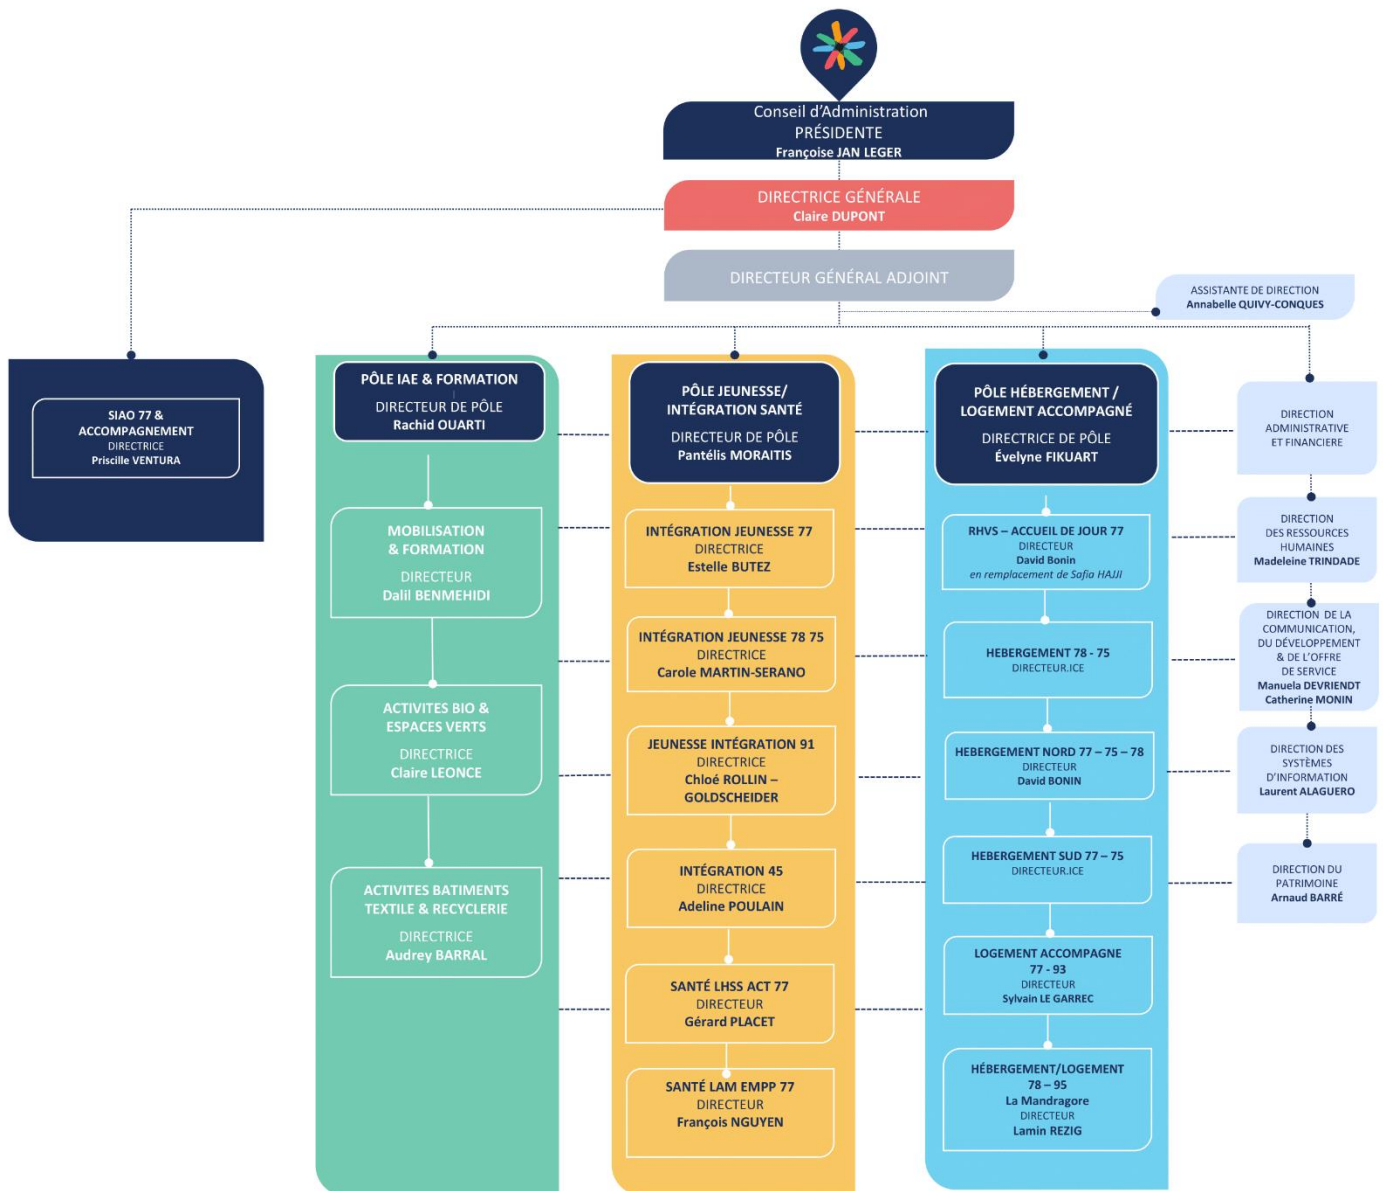 Conseil d'Administration
PRÉSIDENTE
Françoise JAN LEGER
DIRECTRICE GÉNÉRALE
Claire DUPONT
DIRECTEUR GÉNÉRAL ADJOINT
ASSISTANTE DE DIRECTION
Annabelle QUIVY-CONQUES
SIAO 77 &
ACCOMPAGNEMENT
DIRECTRICE
Priscille VENTURA
PÔLE IAE & FORMATION
DIRECTEUR DE PÔLE
Rachid OUARTI
MOBILISATION
& FORMATION
DIRECTEUR
Dalil BENMEHIDI
ACTIVITES BIO &
ESPACES VERTS
DIRECTRICE
Claire LEONCE
ACTIVITES BATIMENTS
TEXTILE & RECYCLERIE
DIRECTRICE
Audrey BARRAL
PÔLE JEUNESSE/
INTÉGRATION SANTÉ
DIRECTEUR DE PÔLE
Pantélis MORAITIS
INTÉGRATION JEUNESSE 77
DIRECTRICE
Estelle BUTEZ
INTÉGRATION JEUNESSE 78 75
DIRECTRICE
Carole MARTIN-SERANO
JEUNESSE INTÉGRATION 91
DIRECTRICE
Chloé ROLLIN –
GOLDSCHEIDER
INTÉGRATION 45
DIRECTRICE
Adeline POULAIN
SANTÉ LHSS ACT 77
DIRECTEUR
Gérard PLACET
SANTÉ LAM EMPP 77
DIRECTEUR
François NGUYEN
PÔLE HÉBERGEMENT /
LOGEMENT ACCOMPAGNÉ
DIRECTRICE DE PÔLE
Évelyne FIKUART
RHVS – ACCUEIL DE JOUR 77
DIRECTEUR
David Bonin
en remplacement de Safia HAJJI
HEBERGEMENT 78 - 75
DIRECTEUR.ICE
HEBERGEMENT NORD 77 – 75 – 78
DIRECTEUR
David BONIN
HEBERGEMENT SUD 77 – 75
DIRECTEUR.ICE
LOGEMENT ACCOMPAGNE
77 - 93
DIRECTEUR
Sylvain LE GARREC
HÉBERGEMENT/LOGEMENT
78 – 95
La Mandragore
DIRECTEUR
Lamin REZIG
DIRECTION
ADMINISTRATIVE
ET FINANCIERE
DIRECTION
DES RESSOURCES
HUMAINES
Madeleine TRINDADE
DIRECTION DE LA
COMMUNICATION,
DU DÉVELOPPEMENT
& DE L'OFFRE
DE SERVICE
Manuela DEVRIENDT
Catherine MONIN
DIRECTION DES
SYSTÈMES
D'INFORMATION
Laurent ALAGUERO
DIRECTION DU
PATRIMOINE
Arnaud BARRÉ